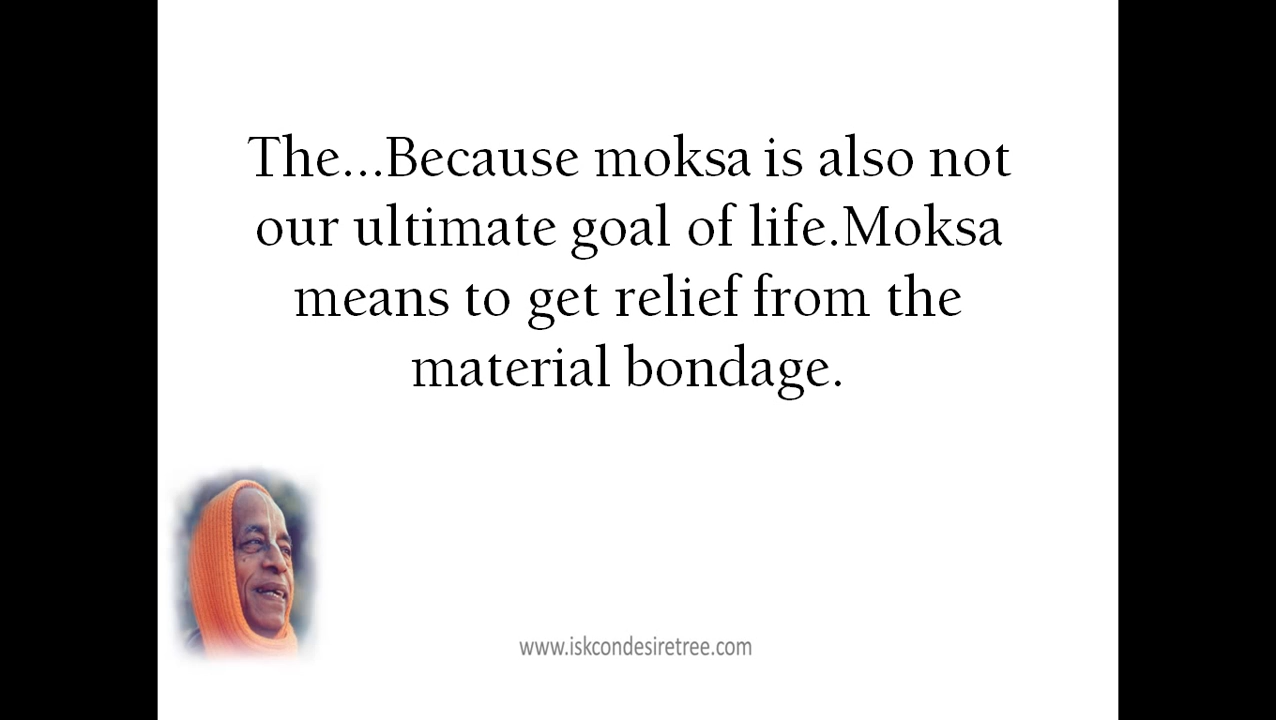 The...Because moksa is also not
our ultimate goal of life.Moksa
means to get relief from the
material bondage.
www.iskcondesiretree.com